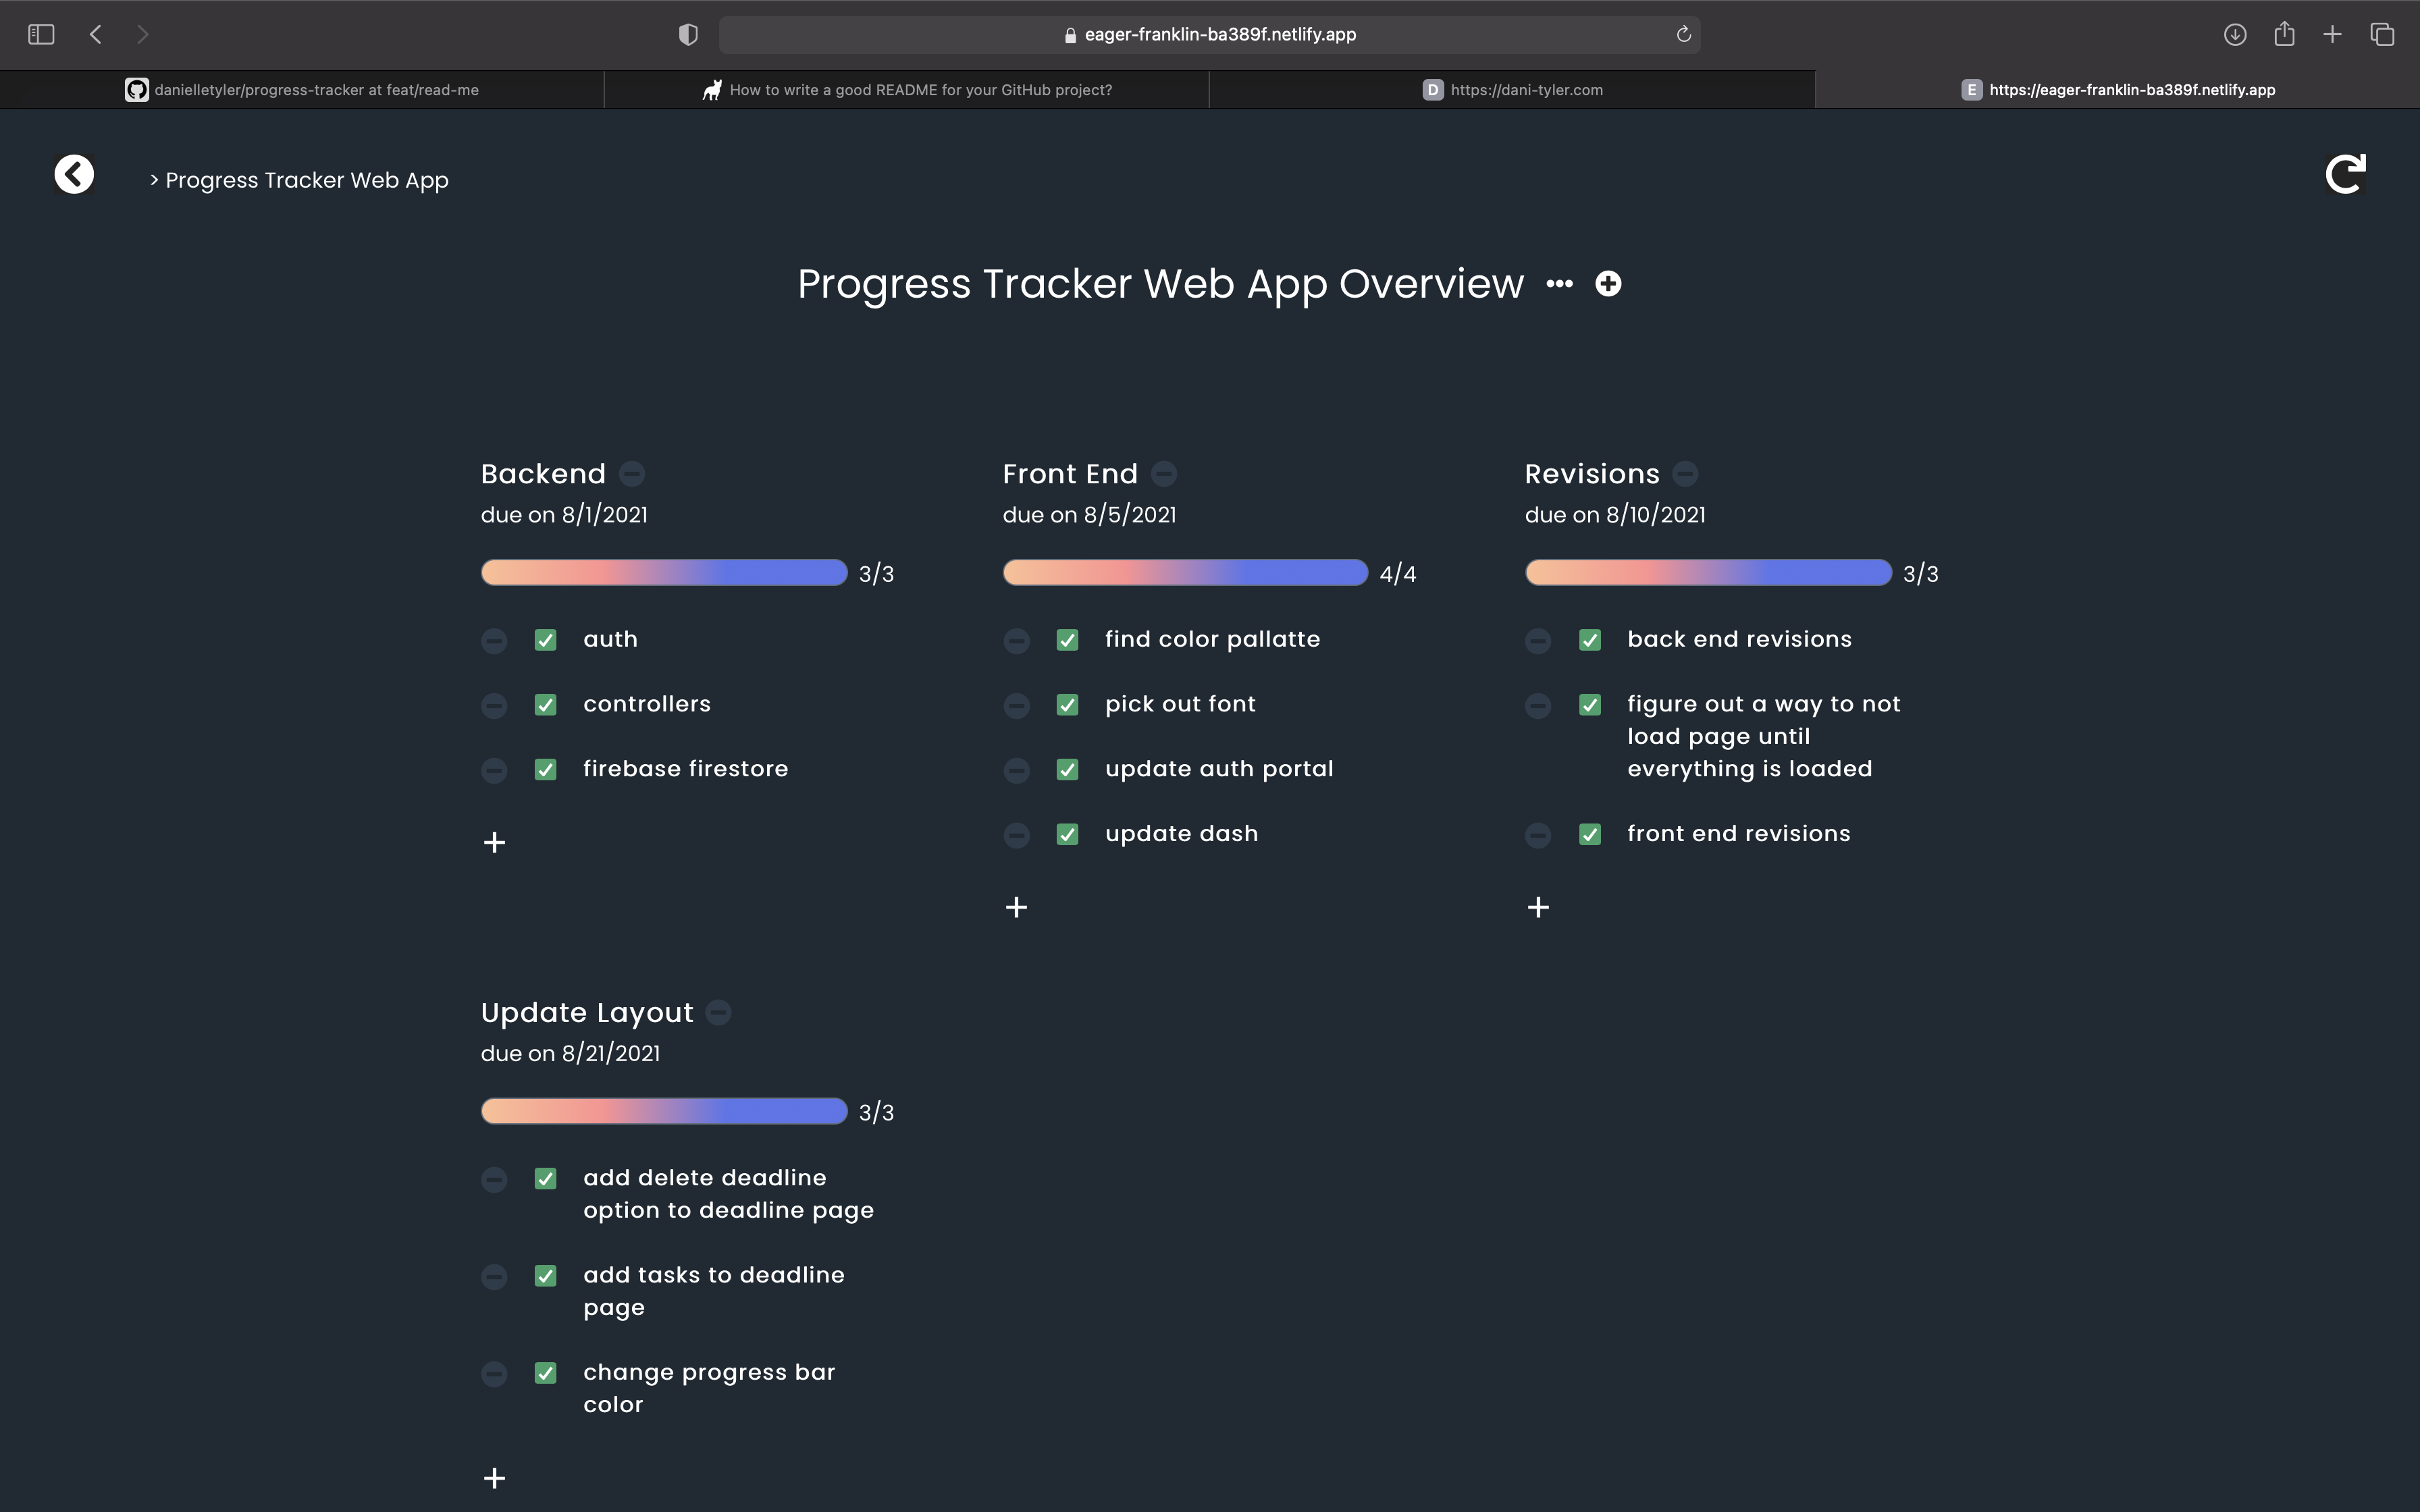 eager-franklin-ba389f.netlify.app
danielletyler/progress-tracker at feat/read-me
How to write a good README for your GitHub project?
D https://dani-tyler.com
E https://eager-franklin-ba389f.netlify.app
> Progress Tracker Web App
Progress Tracker Web App Overview
Backend
due on 8/1/2021
3/3
auth
controllers
firebase firestore
Front End
due on 8/5/2021
4/4
find color pallatte
pick out font
update auth portal
update dash
Revisions
due on 8/10/2021
3/3
back end revisions
figure out a way to not
load page until
everything is loaded
front end revisions
Update Layout
due on 8/21/2021
3/3
add delete deadline
option to deadline page
add tasks to deadline
page
change progress bar
color